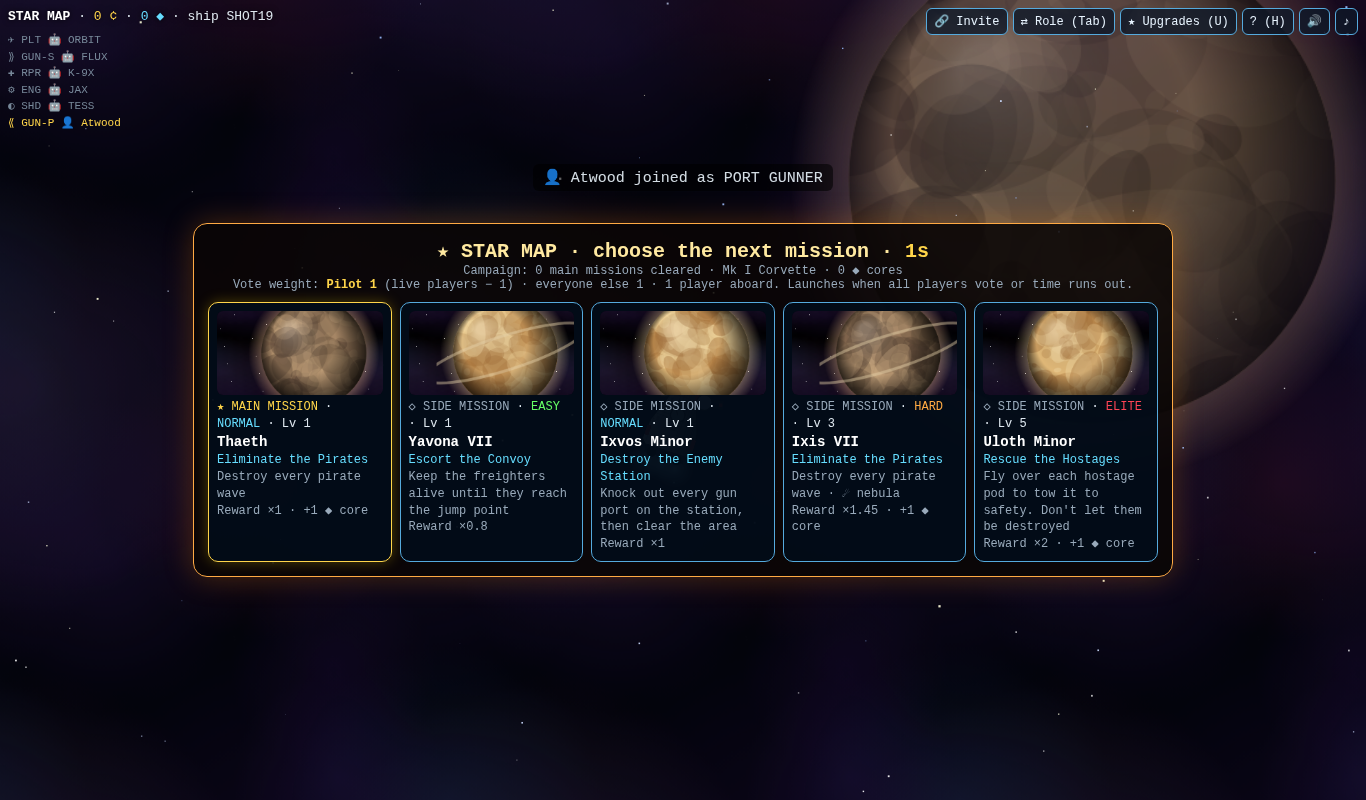 STAR MAP · 0 ¢ · 0 ◆ · ship SHOT19
🔗 Invite
⇄ Role (Tab)
★ Upgrades (U)
? (H)
🔊
♪
✈ PLT 🤖 ORBIT
⟫ GUN-S 🤖 FLUX
✚ RPR 🤖 K-9X
⚙ ENG 🤖 JAX
◐ SHD 🤖 TESS
⟪ GUN-P 👤 Atwood
👤 Atwood joined as PORT GUNNER
★ STAR MAP · choose the next mission · 1s
Campaign: 0 main missions cleared · Mk I Corvette · 0 ◆ cores
Vote weight: Pilot 1 (live players − 1) · everyone else 1 · 1 player aboard. Launches when all players vote or time runs out.
★ MAIN MISSION ·
NORMAL · Lv 1
Thaeth
Eliminate the Pirates
Destroy every pirate
wave
Reward ×1 · +1 ◆ core
◇ SIDE MISSION · EASY
· Lv 1
Yavona VII
Escort the Convoy
Keep the freighters
alive until they reach
the jump point
Reward ×0.8
◇ SIDE MISSION ·
NORMAL · Lv 1
Ixvos Minor
Destroy the Enemy
Station
Knock out every gun
port on the station,
then clear the area
Reward ×1
◇ SIDE MISSION · HARD
· Lv 3
Ixis VII
Eliminate the Pirates
Destroy every pirate
wave · ☄ nebula
Reward ×1.45 · +1 ◆
core
◇ SIDE MISSION · ELITE
· Lv 5
Uloth Minor
Rescue the Hostages
Fly over each hostage
pod to tow it to
safety. Don't let them
be destroyed
Reward ×2 · +1 ◆ core